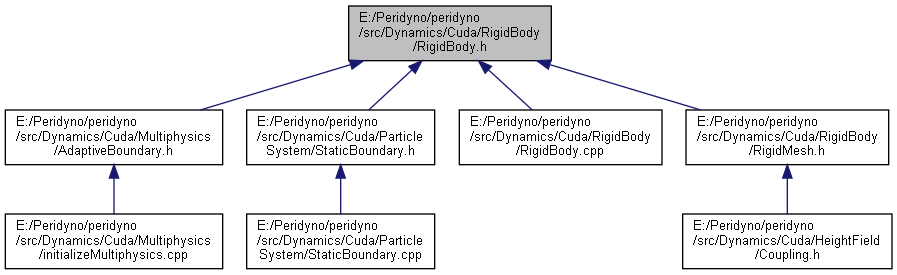 E:/Peridyno/peridyno
/src/Dynamics/Cuda/RigidBody
/RigidBody.h
E:/Peridyno/peridyno
/src/Dynamics/Cuda/Multiphysics
/AdaptiveBoundary.h
E:/Peridyno/peridyno
/src/Dynamics/Cuda/Particle
System/StaticBoundary.h
E:/Peridyno/peridyno
/src/Dynamics/Cuda/RigidBody
/RigidBody.cpp
E:/Peridyno/peridyno
/src/Dynamics/Cuda/RigidBody
/RigidMesh.h
E:/Peridyno/peridyno
/src/Dynamics/Cuda/Multiphysics
/initializeMultiphysics.cpp
E:/Peridyno/peridyno
/src/Dynamics/Cuda/Particle
System/StaticBoundary.cpp
E:/Peridyno/peridyno
/src/Dynamics/Cuda/HeightField
/Coupling.h